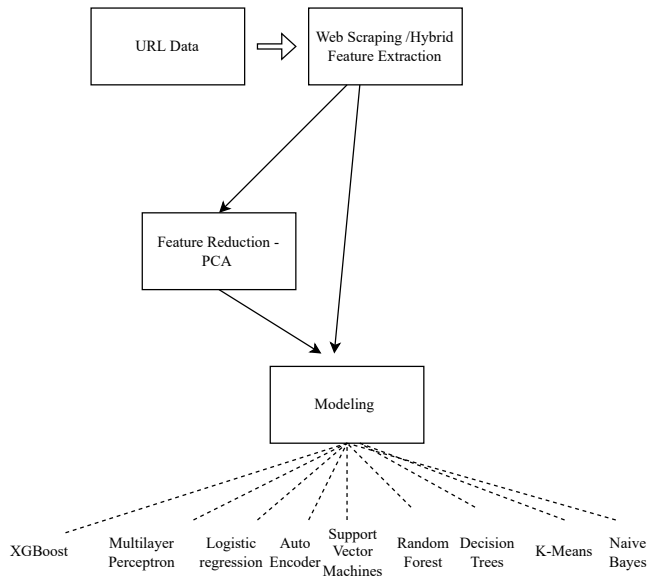 URL Data
Web Scraping /Hybrid
Feature Extraction
Feature Reduction -
PCA
Modeling
XGBoost
Multilayer
Perceptron
Logistic
regression
Auto
Encoder
Support
Vector
Machines
Random
Forest
Decision
Trees
K-Means
Naive
Bayes